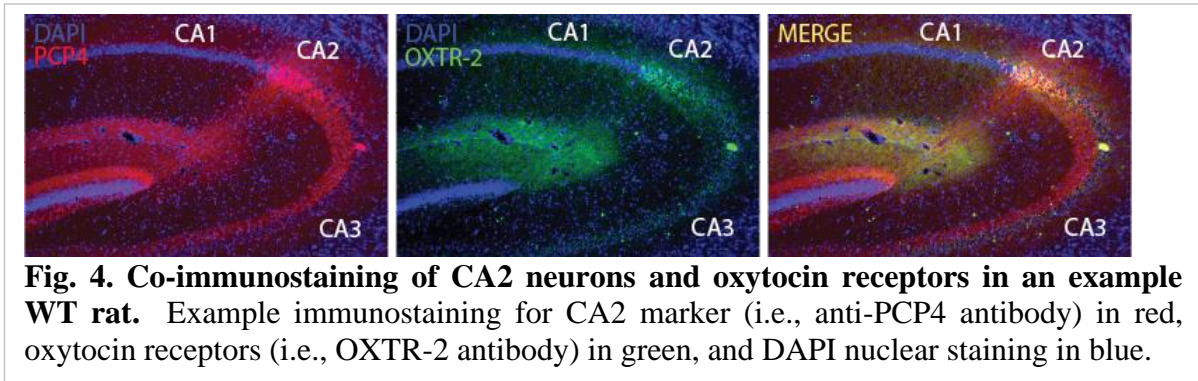 DAPI
PCP4
CA1
CA2
CA3
DAPI
OXTR-2
CA1
CA2
CA3
MERGE
CA1
CA2
CA3
Fig. 4. Co-immunostaining of CA2 neurons and oxytocin receptors in an example
WT rat. Example immunostaining for CA2 marker (i.e., anti-PCP4 antibody) in red,
oxytocin receptors (i.e., OXTR-2 antibody) in green, and DAPI nuclear staining in blue.